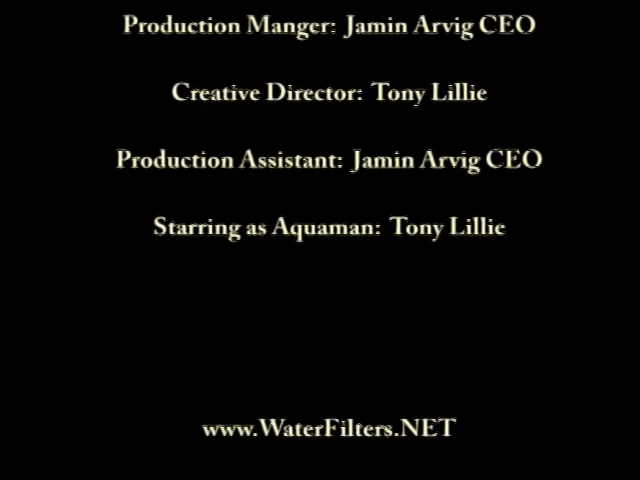 Production Manger: Jamin Arvig CEO
Creative Director: Tony Lillie
Production Assistant: Jamin Arvig CEO
Starring as Aquaman: Tony Lillie
www.WaterFilters.NET